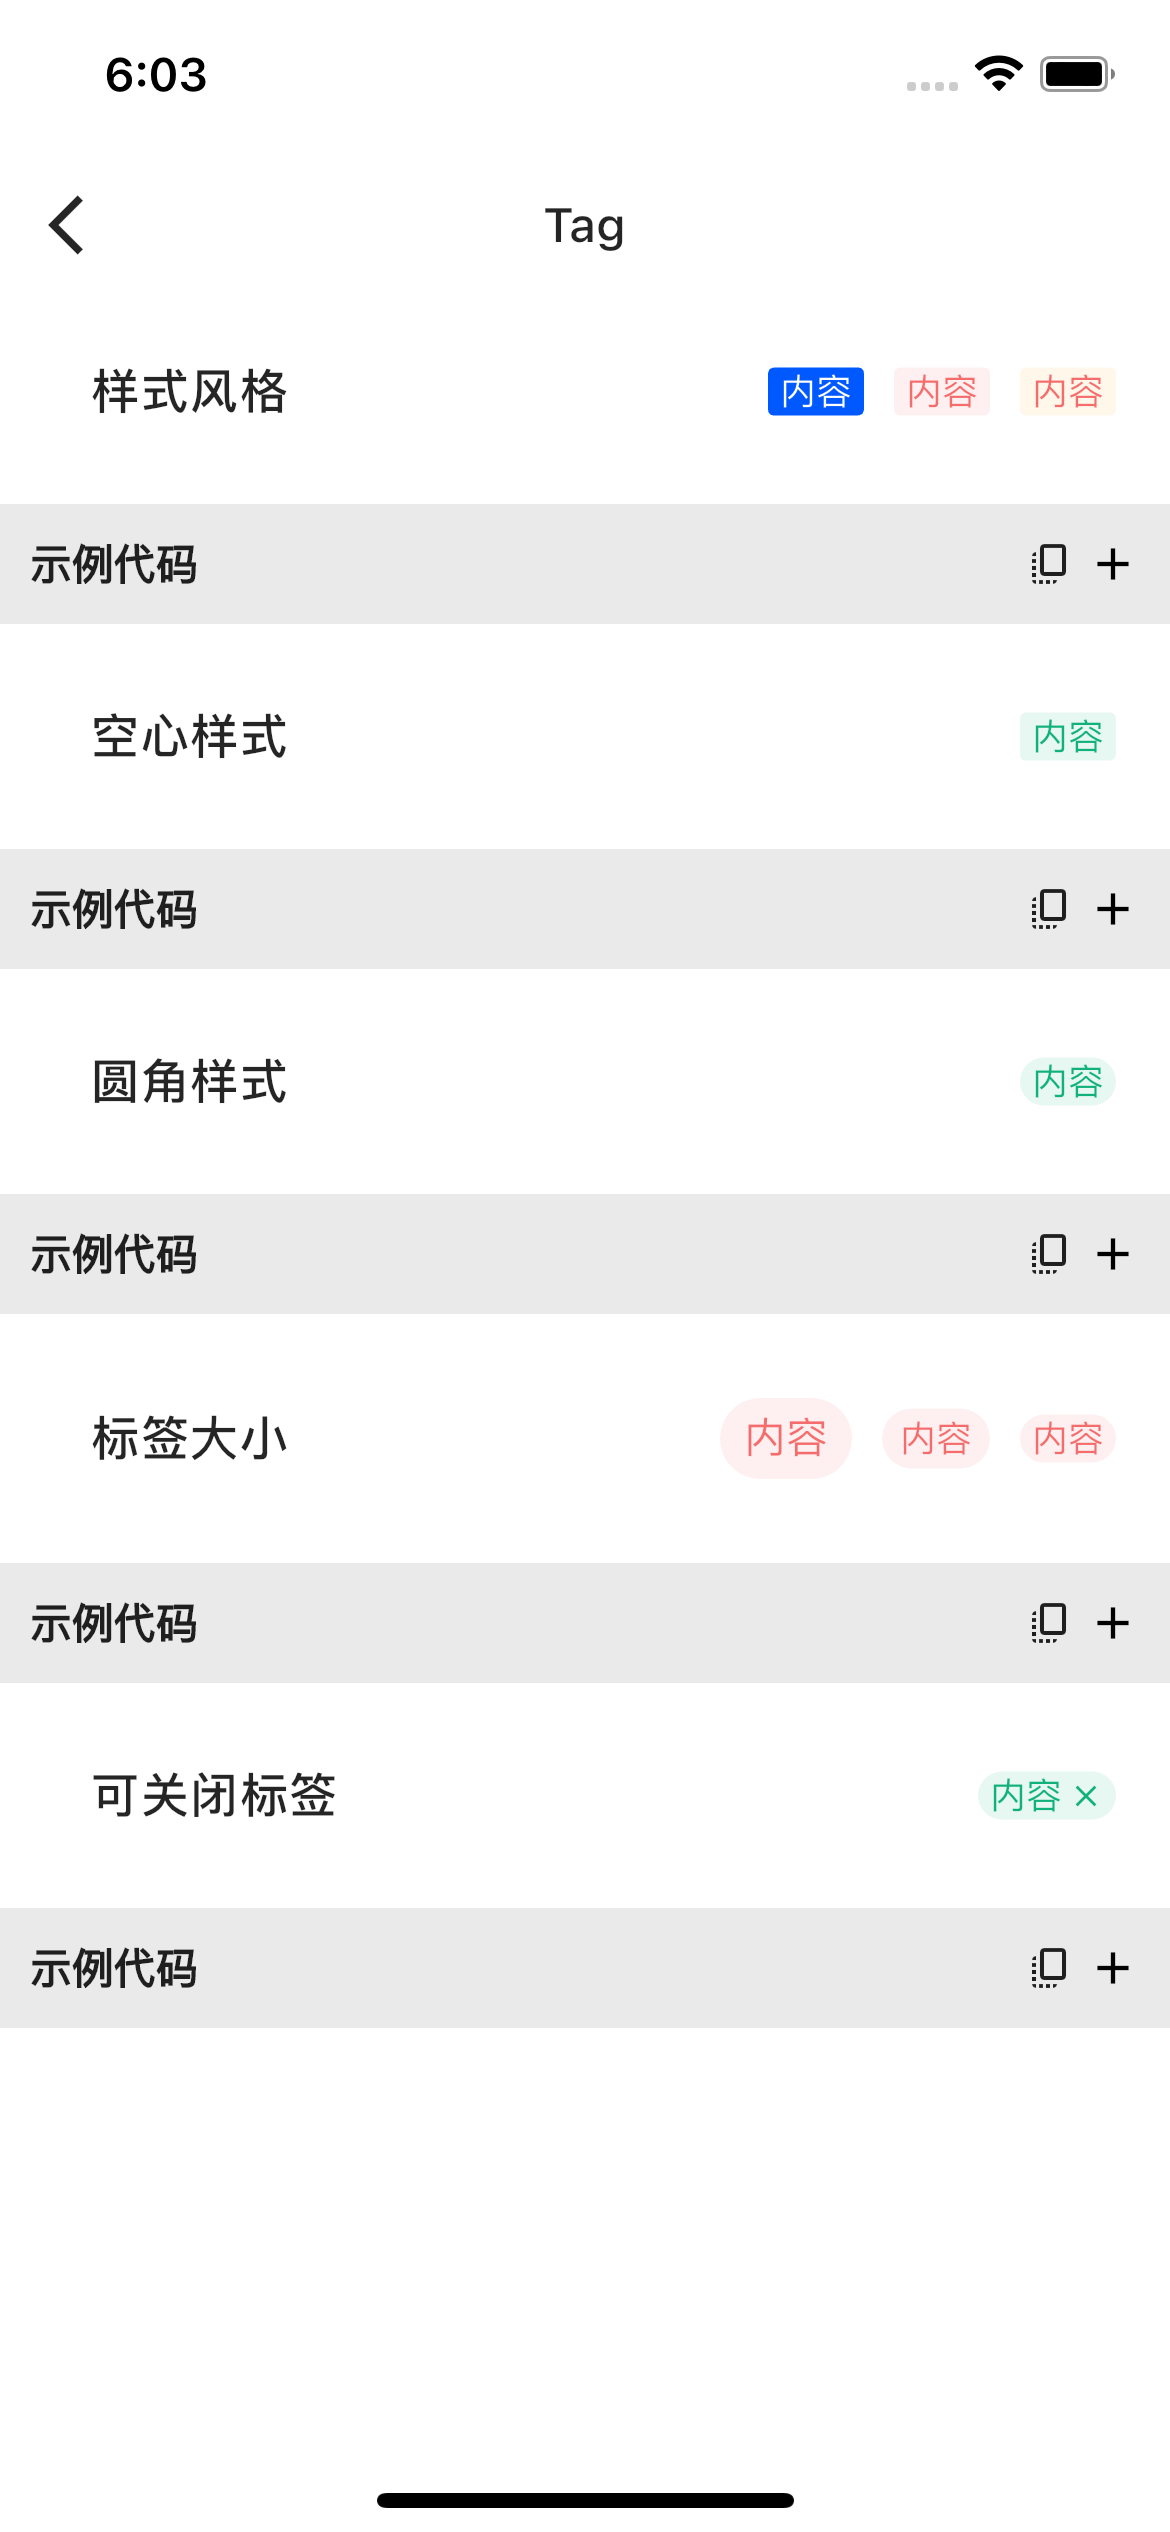 6:03
Tag
样式风格 内容 内容 内容
示例代码
空心样式 内容
示例代码
圆角样式 内容
示例代码
标签大小 内容 内容 内容
示例代码
可关闭标签 内容
示例代码